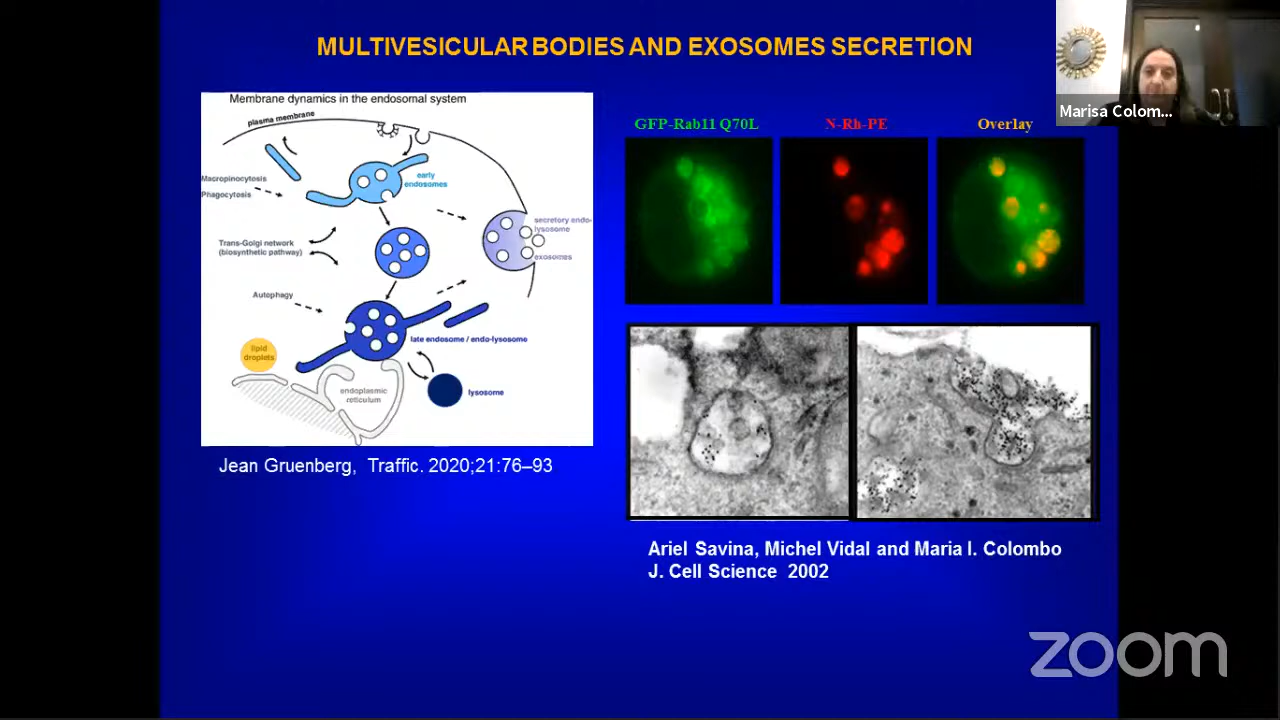 MULTIVESICULAR BODIES AND EXOSOMES SECRETION
Marisa Colom...
Membrane dynamics in the endosomal system
plasma membrane
Macropinocytosis
Phagocytosis
early
endosomes
secretory endo-
lysosome
exosomes
Trans-Golgi network
(biosynthetic pathway)
Autophagy
late endosome / endo-lysosome
lipid
droplets
endoplasmic
reticulum
lysosome
Jean Gruenberg, Traffic. 2020;21:76–93
GFP-Rab11 Q70L
N-Rh-PE
Overlay
Ariel Savina, Michel Vidal and Maria I. Colombo
J. Cell Science 2002
zoom